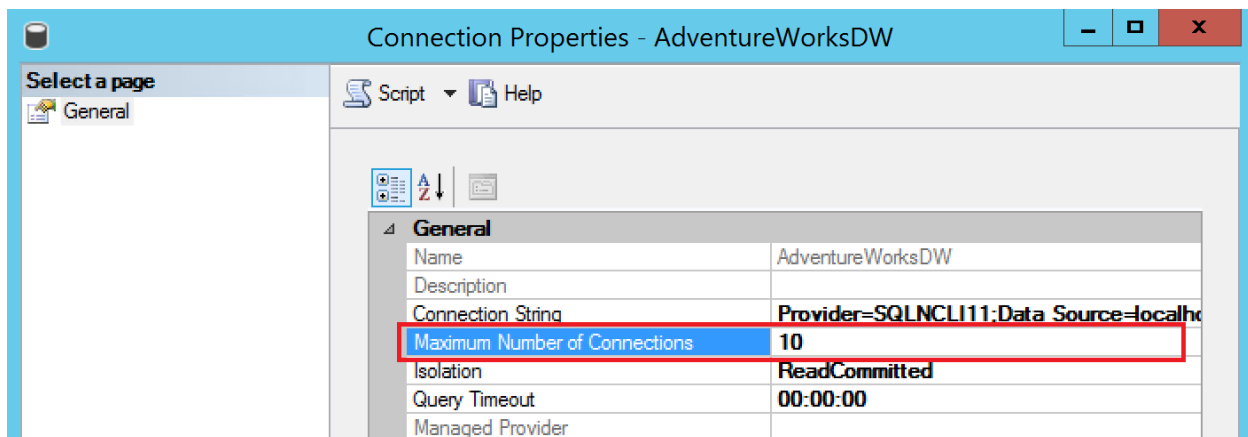 Connection Properties - AdventureWorksDW
Select a page
General
Script Help
General
Name AdventureWorksDW
Description
Connection String Provider=SQLNCLI11;Data Source=localho
Maximum Number of Connections 10
Isolation ReadCommitted
Query Timeout 00:00:00
Managed Provider